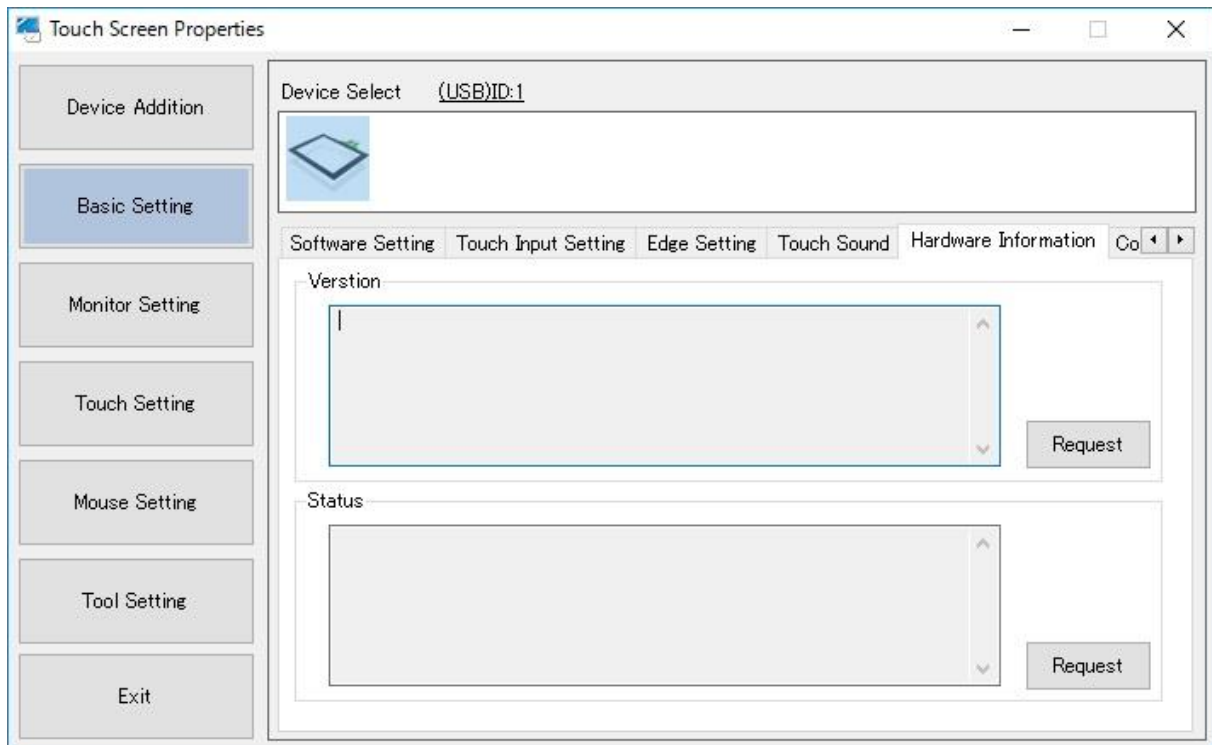 Touch Screen Properties
Device Addition
Basic Setting
Monitor Setting
Touch Setting
Mouse Setting
Tool Setting
Exit
Device Select (USB)ID:1
Software Setting Touch Input Setting Edge Setting Touch Sound Hardware Information Co
Verstion
Request
Status
Request